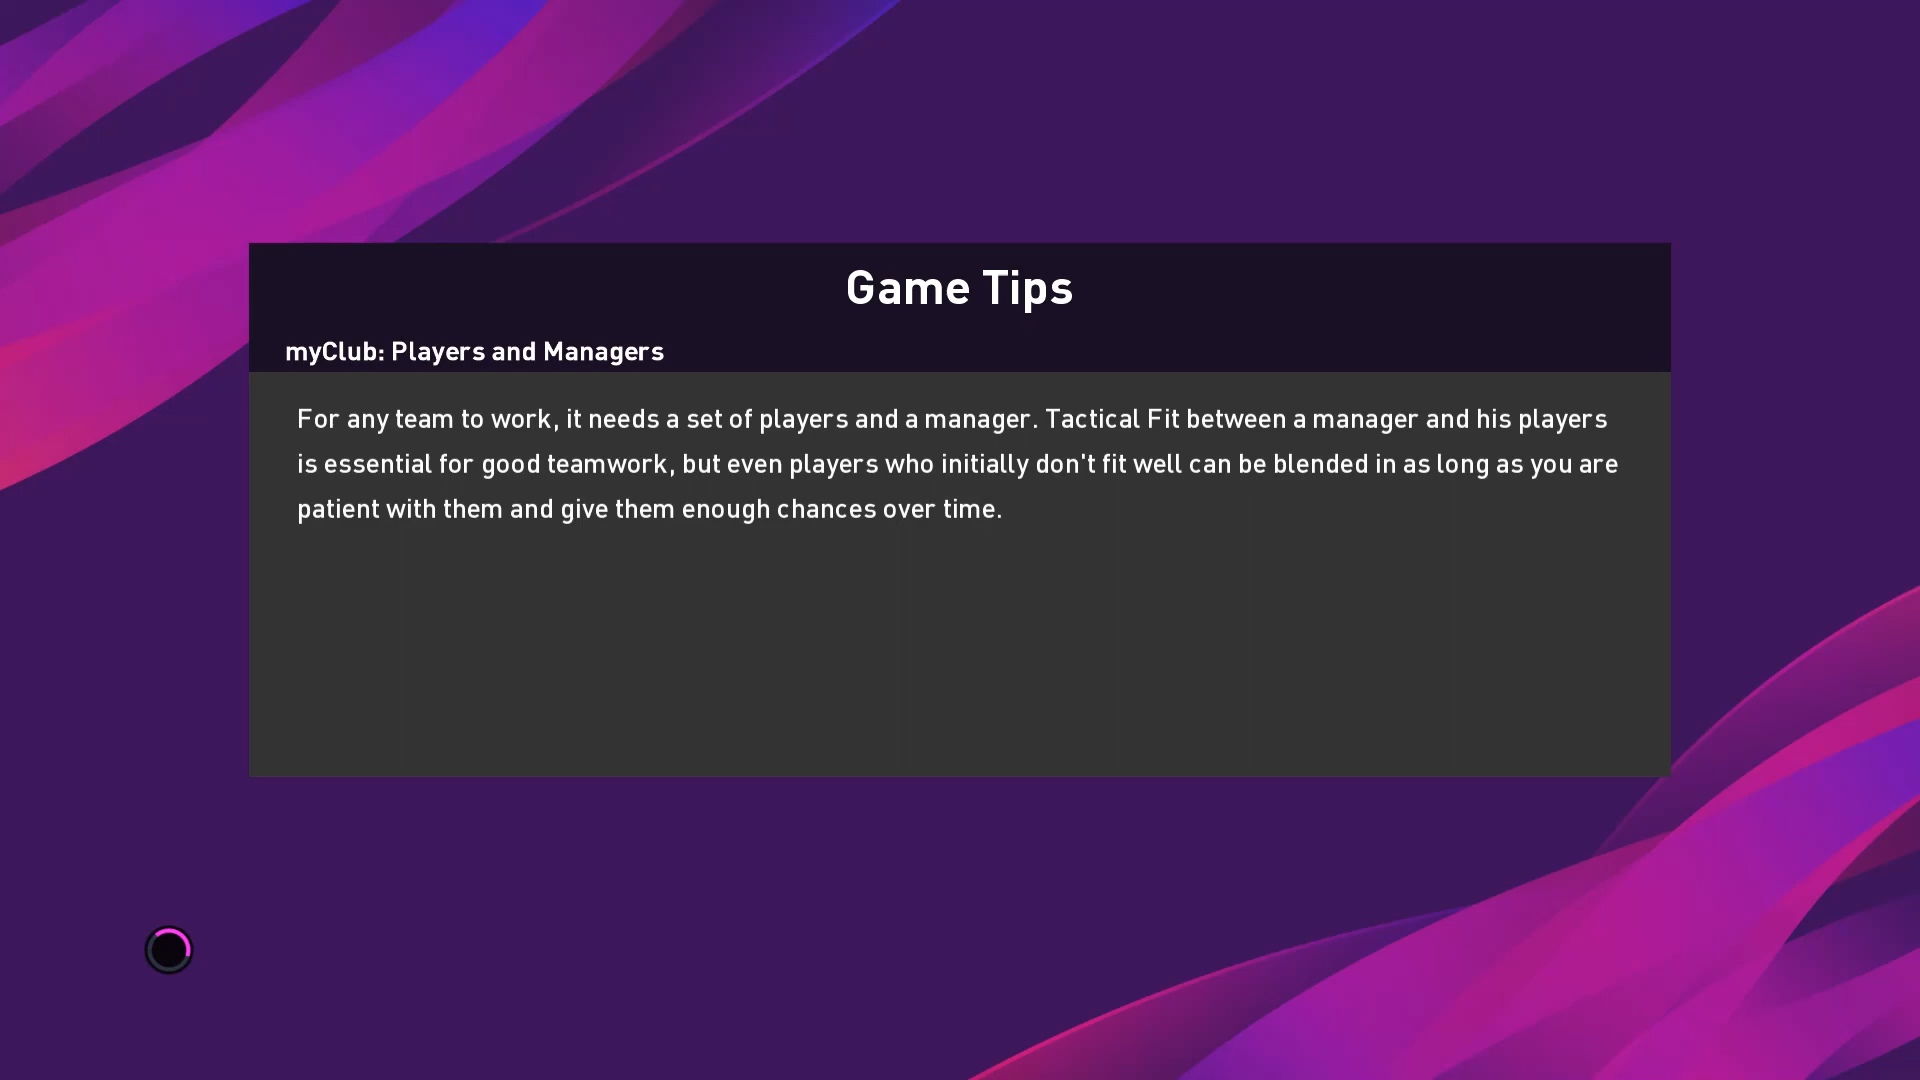 Game Tips
myClub: Players and Managers
For any team to work, it needs a set of players and a manager. Tactical Fit between a manager and his players
is essential for good teamwork, but even players who initially don't fit well can be blended in as long as you are
patient with them and give them enough chances over time.